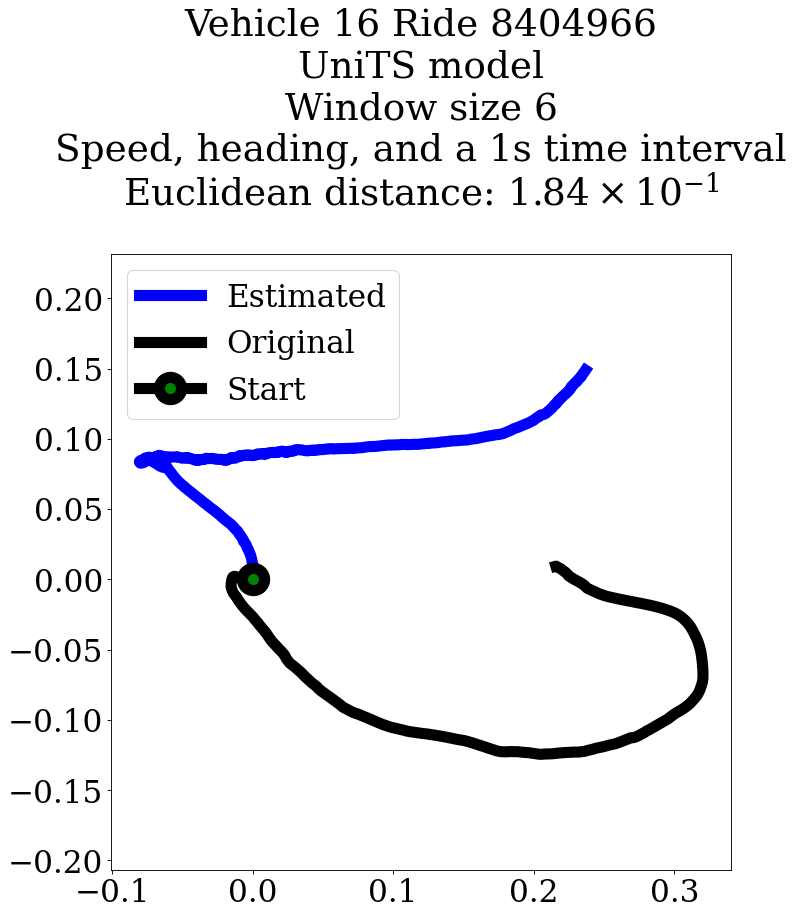 Vehicle 16 Ride 8404966
UniTS model
Window size 6
Speed, heading, and a 1s time interval
Euclidean distance: 1.84 × 10⁻¹
Estimated
Original
Start
0.20
0.15
0.10
0.05
0.00
−0.05
−0.10
−0.15
−0.20
−0.1 0.0 0.1 0.2 0.3